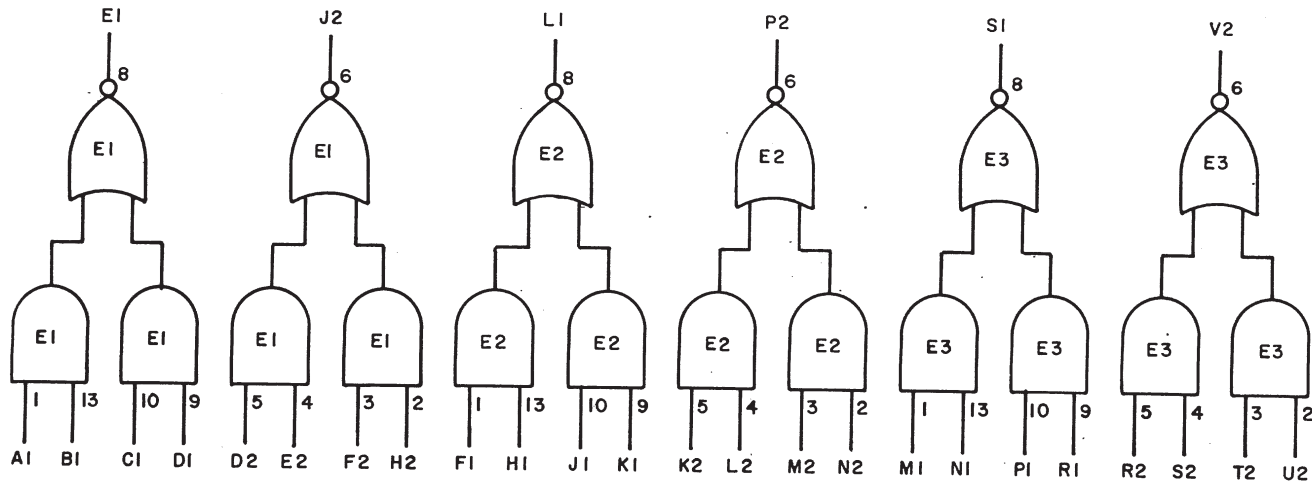 E1 J2 L1 P2 S1 V2
8 6 8 6 8 6
E1 E1 E2 E2 E3 E3
E1 E1 E1 E1 E2 E2 E2 E2 E3 E3 E3 E3
1 13 10 9 5 4 3 2 1 13 10 9 5 4 3 2 1 13 10 9 5 4 3 2
A1 B1 C1 D1 D2 E2 F2 H2 F1 H1 J1 K1 K2 L2 M2 N2 M1 N1 P1 R1 R2 S2 T2 U2